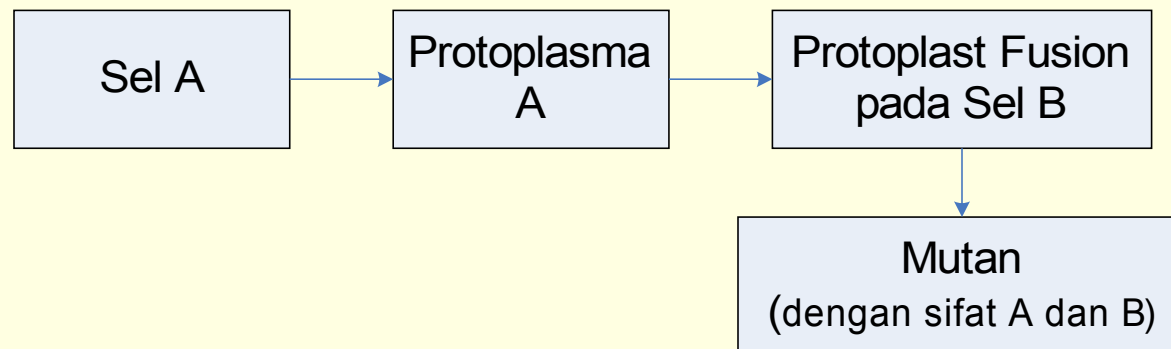 Sel A
Protoplasma
A
Protoplast Fusion
pada Sel B
Mutan
(dengan sifat A dan B)